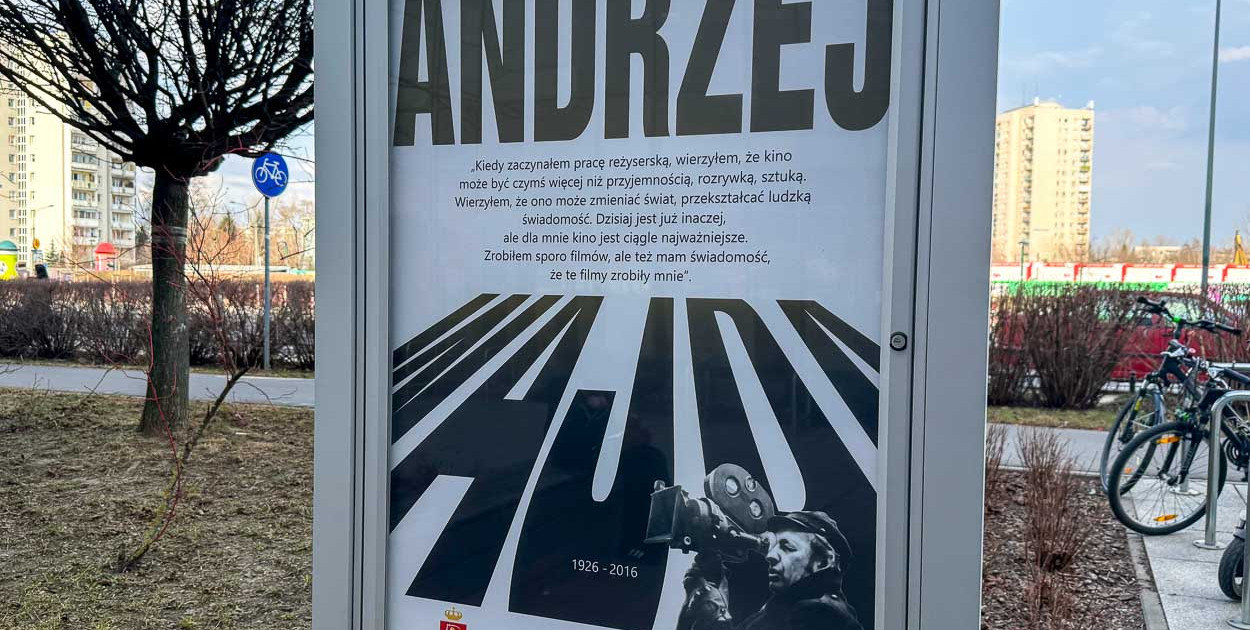 ANDRZEJ
„Kiedy zaczynałem pracę reżyserską, wierzyłem, że kino
może być czymś więcej niż przyjemnością, rozrywką, sztuką.
Wierzyłem, że ono może zmieniać świat, przekształcać ludzką
świadomość. Dzisiaj jest już inaczej,
ale dla mnie kino jest ciągle najważniejsze.
Zrobiłem sporo filmów, ale też mam świadomość,
że te filmy zrobiły mnie”.
WAJDA
1926 - 2016